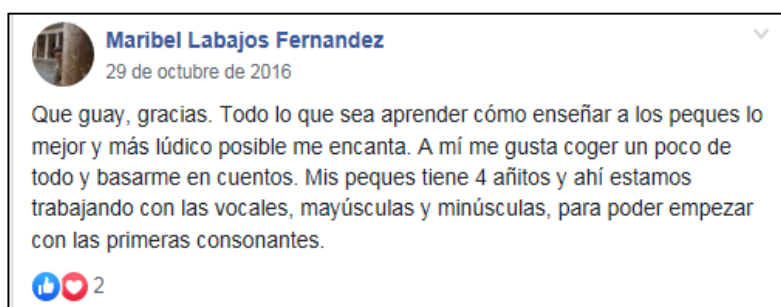 Maribel Labajos Fernandez
29 de octubre de 2016
Que guay, gracias. Todo lo que sea aprender cómo enseñar a los peques lo
mejor y más lúdico posible me encanta. A mí me gusta coger un poco de
todo y basarme en cuentos. Mis peques tiene 4 añitos y ahí estamos
trabajando con las vocales, mayúsculas y minúsculas, para poder empezar
con las primeras consonantes.
2